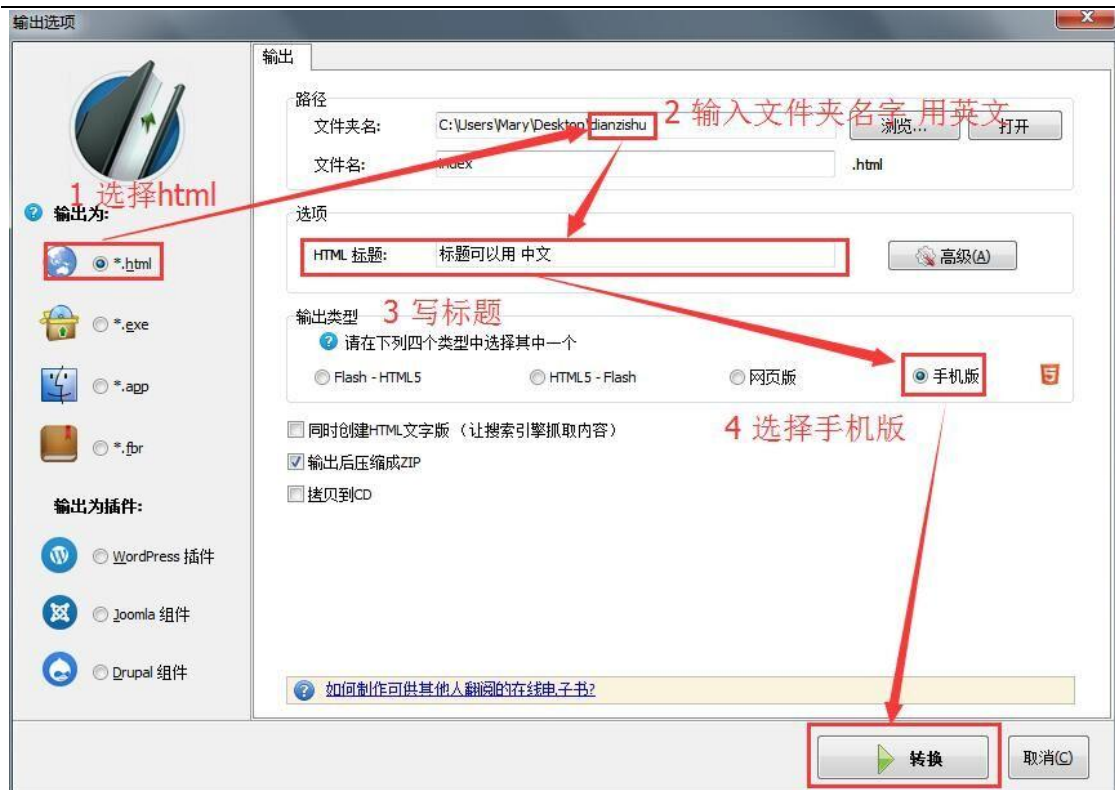 输出选项
输出
路径
文件夹名: C:\Users\Mary\Desktop\dianzishu 浏览... 打开
2 输入文件夹名字 用英文
文件名: index .html
1 选择html
输出为:
选项
*.html
HTML 标题: 标题可以用 中文 高级(A)
3 写标题
输出类型
*.exe
请在下列四个类型中选择其中一个
Flash - HTML5 HTML5 - Flash 网页版 手机版
*.app
4 选择手机版
同时创建HTML文字版 (让搜索引擎抓取内容)
*.fbr
输出后压缩成ZIP
拷贝到CD
输出为插件:
WordPress 插件
Joomla 组件
Drupal 组件
如何制作可供其他人翻阅的在线电子书?
转换 取消(C)